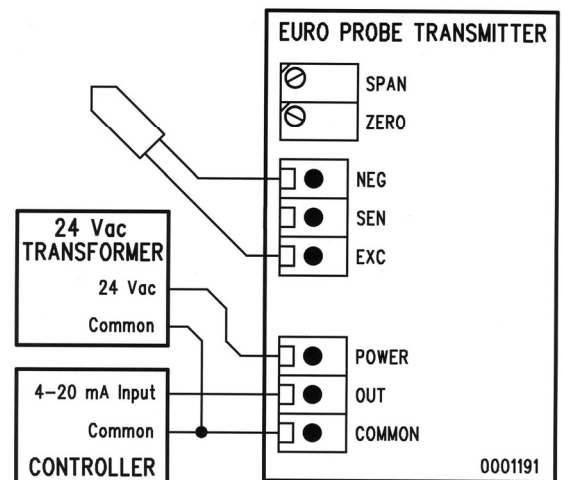 EURO PROBE TRANSMITTER
SPAN
ZERO
NEG
SEN
EXC
24 Vac
TRANSFORMER
24 Vac
Common
POWER
4-20 mA Input
OUT
Common
COMMON
CONTROLLER
0001191